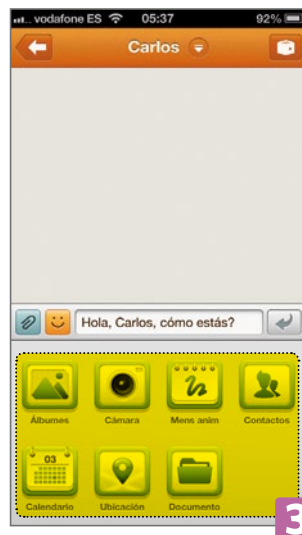 vodafone ES 05:37 92%
Carlos
Hola, Carlos, cómo estás?
Álbumes Cámara Mens anim Contactos
03
Calendario Ubicación Documento
3